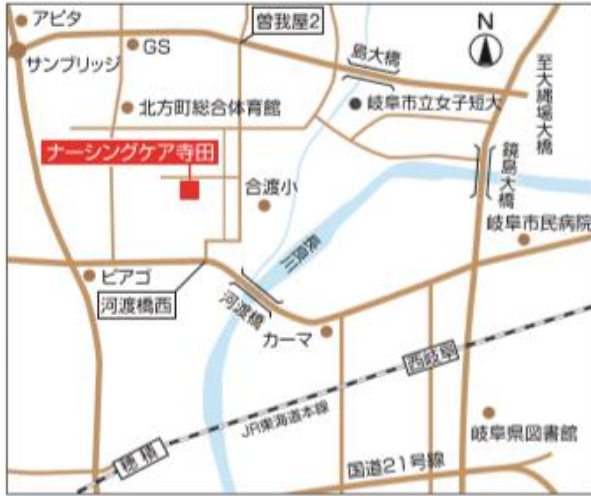 アピタ
曽我屋2
N
サンブリッジ
GS
島大橋
至大縄場大橋
北方町総合体育館
岐阜市立女子短大
ナーシングケア寺田
合渡小
鏡島大橋
岐阜市民病院
長良川
ピアゴ
河渡橋西
河渡橋
カーマ
西岐阜
JR東海道本線
岐阜県図書館
穂積
国道21号線